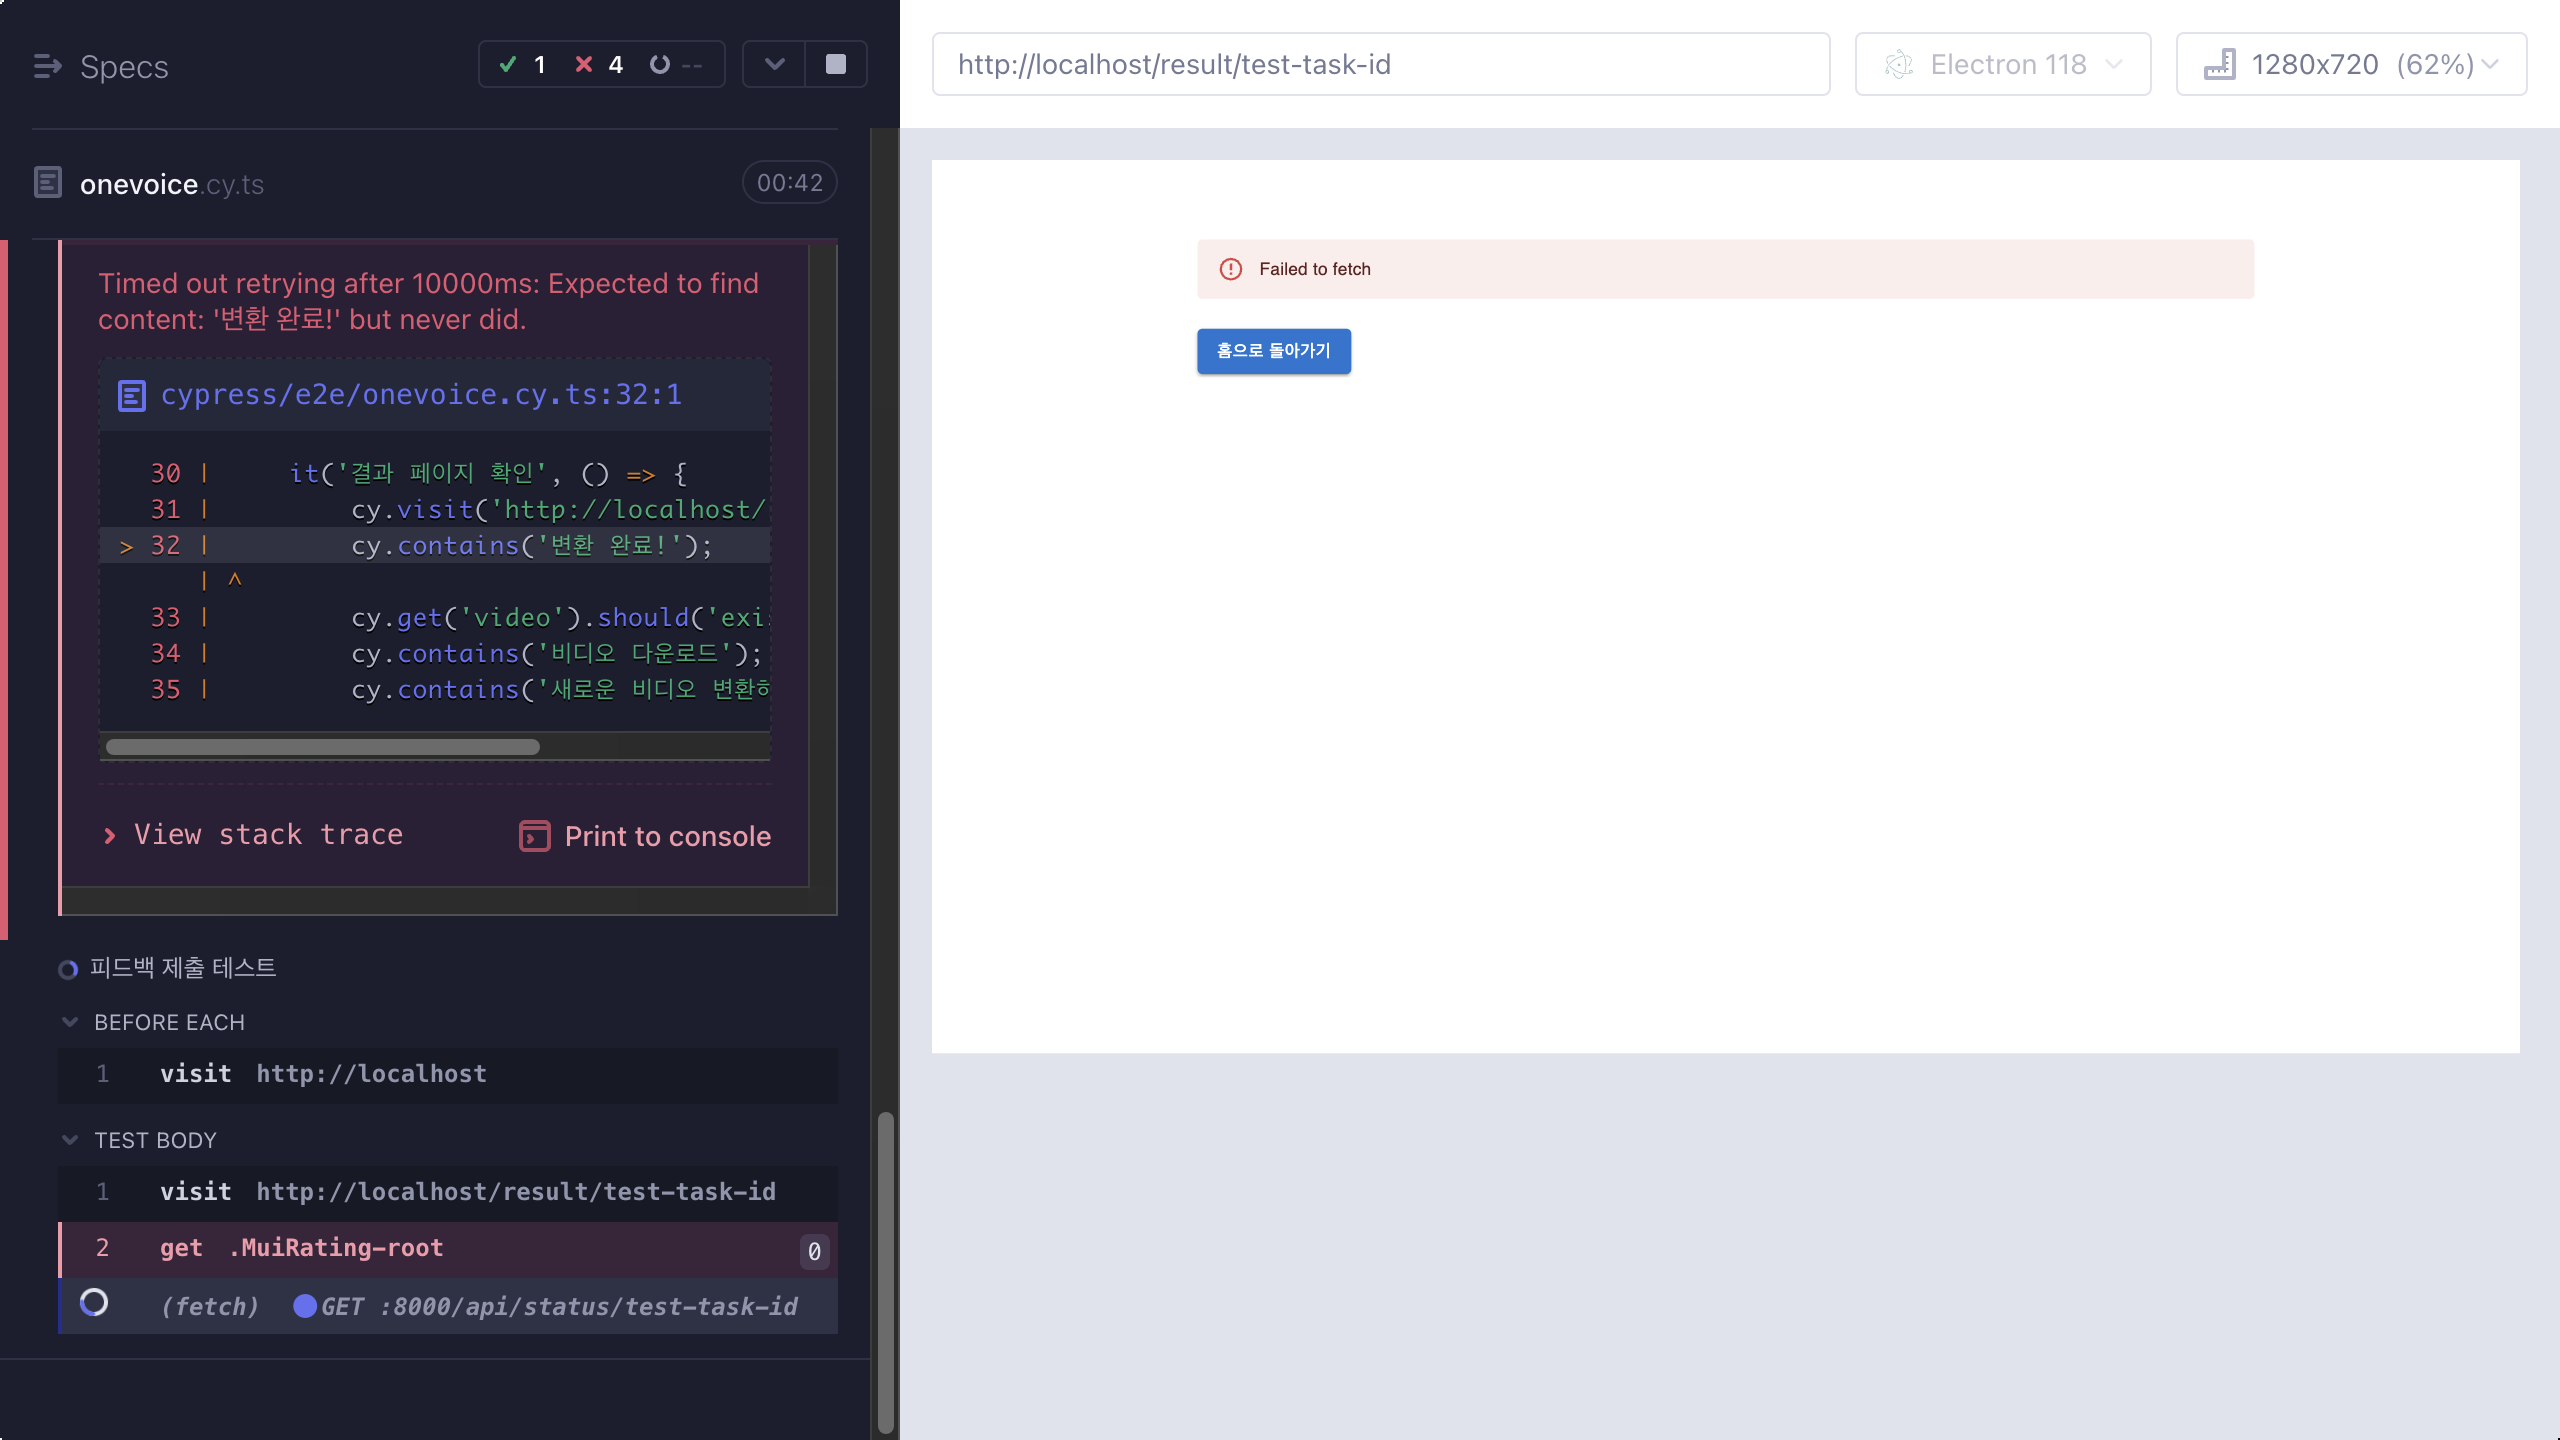 Specs
1
4
--
onevoice.cy.ts
00:42
Timed out retrying after 10000ms: Expected to find
content: '변환 완료!' but never did.
cypress/e2e/onevoice.cy.ts:32:1
30 | it('결과 페이지 확인', () => {
31 | cy.visit('http://localhost/
> 32 | cy.contains('변환 완료!');
| ^
33 | cy.get('video').should('exi
34 | cy.contains('비디오 다운로드');
35 | cy.contains('새로운 비디오 변환하
View stack trace
Print to console
피드백 제출 테스트
BEFORE EACH
1 visit http://localhost
TEST BODY
1 visit http://localhost/result/test-task-id
2 get .MuiRating-root 0
(fetch) GET :8000/api/status/test-task-id
http://localhost/result/test-task-id
Electron 118
1280x720 (62%)
Failed to fetch
홈으로 돌아가기